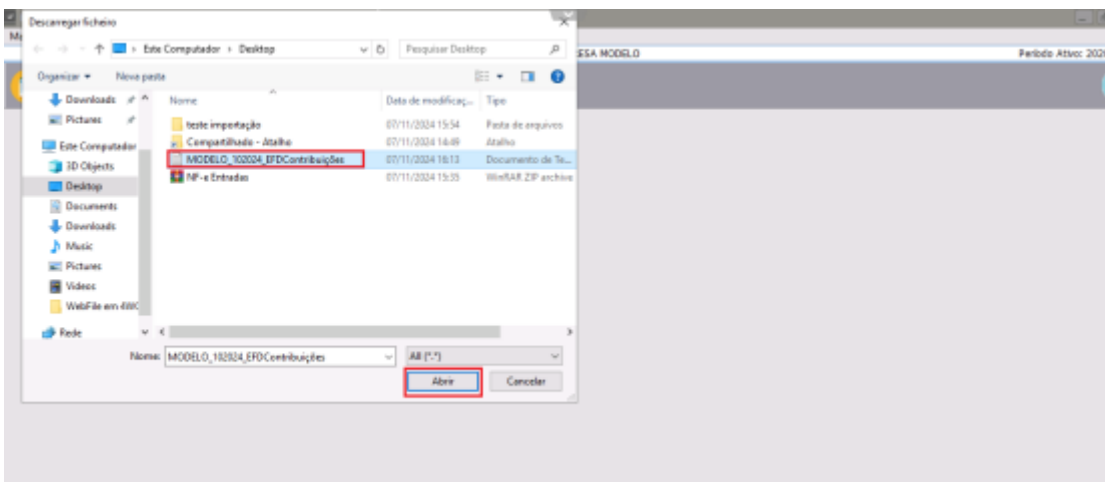 Descarregar ficheiro
Este Computador > Desktop
Pesquisar Desktop
ESA MODELO
Período Ativo: 202
Organizar
Nova pasta
Downloads
Pictures
Este Computador
3D Objects
Desktop
Documents
Downloads
Music
Pictures
Videos
WebFile em
Rede
Nome Data de modificaç... Tipo
teste importação 07/11/2024 15:54 Pasta de arquivos
Compartilhado - Atalho 07/11/2024 14:49 Atalho
MODELO_102024_EFDContribuições 07/11/2024 16:13 Documento de Te...
NF-e Entradas 07/11/2024 15:35 WinRAR ZIP archive
Nome: MODELO_102024_EFDContribuições
All (*.*)
Abrir Cancelar